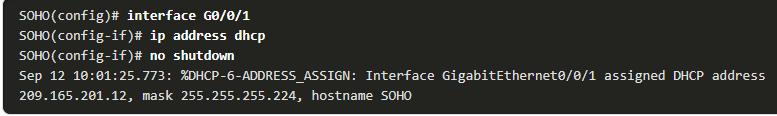 SOHO(config)# interface G0/0/1
SOHO(config-if)# ip address dhcp
SOHO(config-if)# no shutdown
Sep 12 10:01:25.773: %DHCP-6-ADDRESS_ASSIGN: Interface GigabitEthernet0/0/1 assigned DHCP address
209.165.201.12, mask 255.255.255.224, hostname SOHO